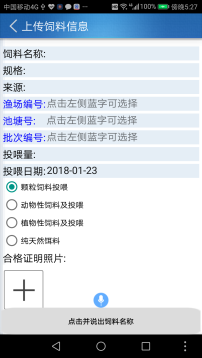 中国移动4G 100% 傍晚5:27
上传饲料信息
饲料名称:
规格:
来源:
渔场编号:点击左侧蓝字可选择
池塘号: 点击左侧蓝字可选择
批次编号:点击左侧蓝字可选择
投喂量:
投喂日期:2018-01-23
颗粒饲料投喂
动物性饲料及投喂
植物性饲料及投喂
纯天然饵料
合格证明照片:
点击并说出饲料名称